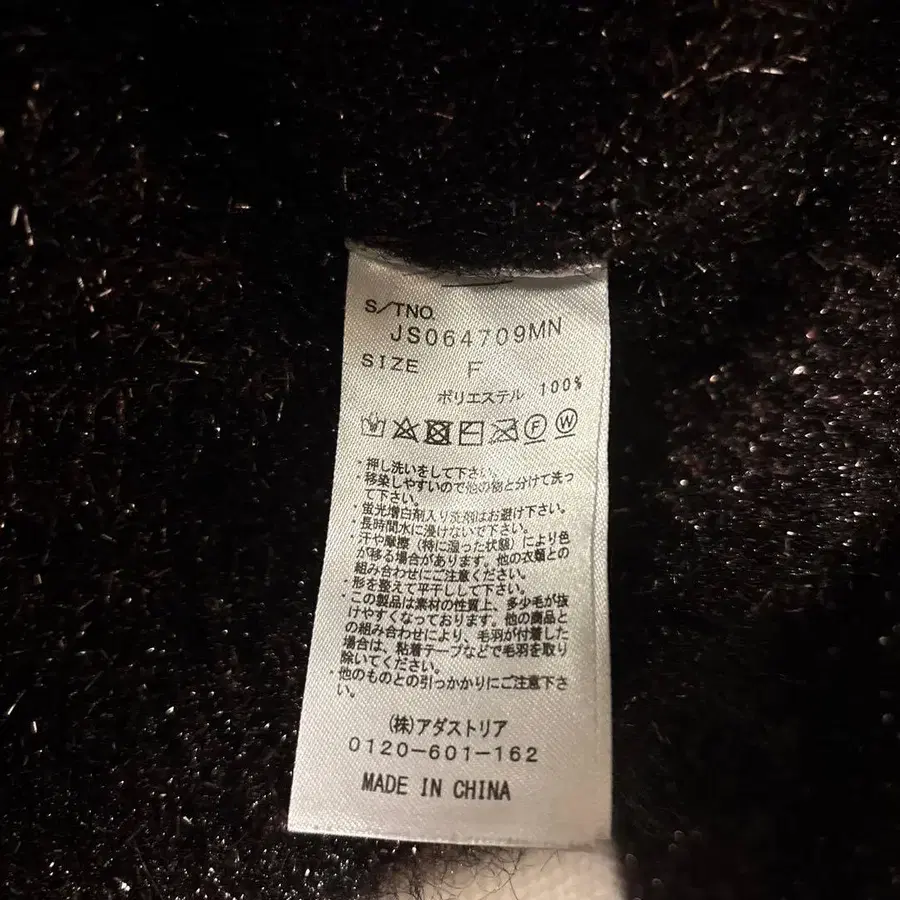 S/TNO.
JS064709MN
SIZE F
ポリエステル 100%
F W
・押し洗いをして下さい。
・移染しやすいので他の物と分けて洗っ
て下さい。
・蛍光増白剤入り洗剤はお避け下さい。
・長時間水に浸けないで下さい。
・汗や摩擦(特に湿った状態)により色
が移る場合があります。他の衣類との
組み合わせにご注意ください。
・形を整えて平干しして下さい。
・この製品は素材の性質上、多少毛が抜
けやすくなっております。他の商品と
の組み合わせにより、毛羽が付着した
場合は、粘着テープなどで毛羽を取り
除いてください。
・他のものとの引っかかりにご注意下さ
い。
(株)アダストリア
0120-601-162
MADE IN CHINA